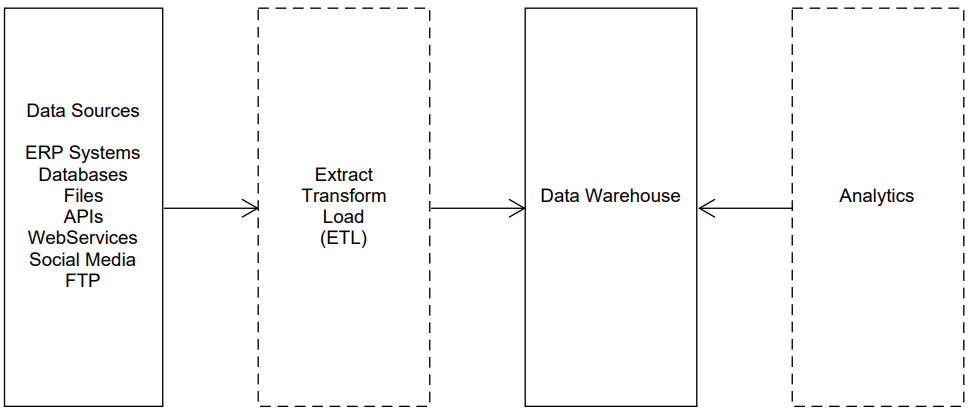 Data Sources
ERP Systems
Databases
Files
APIs
WebServices
Social Media
FTP
Extract
Transform
Load
(ETL)
Data Warehouse
Analytics